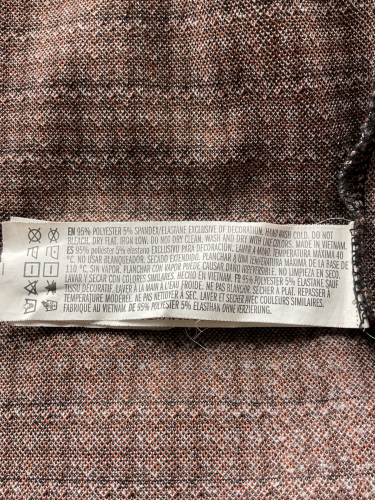 EN 95% POLYESTER 5% SPANDEX/ELASTANE EXCLUSIVE OF DECORATION. HAND WASH COLD. DO NOT
BLEACH. DRY FLAT. IRON LOW. DO NOT DRY CLEAN, WASH AND DRY WITH LIKE COLORS. MADE IN VIETNAM.
ES 95% poliéster 5% elastano EXCLUSIVO PARA DECORACIÓN. LAVAR A MANO. TEMPERATURA MÁXIMA 40
°C. NO USAR BLANQUEADOR. SECADO EXTENDIDO. PLANCHAR A UNA TEMPERATURA MÁXIMA DE LA BASE DE
110 °C, SIN VAPOR. PLANCHAR CON VAPOR PUEDE CAUSAR DAÑO IRREVERSIBLE. NO LIMPIEZA EN SECO.
LAVAR Y SECAR CON COLORES SIMILARES. HECHO EN VIETNAM. FR 95% POLYESTER 5% ELASTANE SAUF
TISSU DÉCORATIF. LAVER À LA MAIN À L'EAU FROIDE. NE PAS BLANCHIR. SÉCHER À PLAT. REPASSER À
TEMPÉRATURE MODÉRÉE. NE PAS NETTOYER À SEC. LAVER ET SÉCHER AVEC COULEURS SIMILAIRES.
FABRIQUÉ AU VIETNAM. DE 95% POLYESTER 5% ELASTHAN OHNE VERZIERUNG.